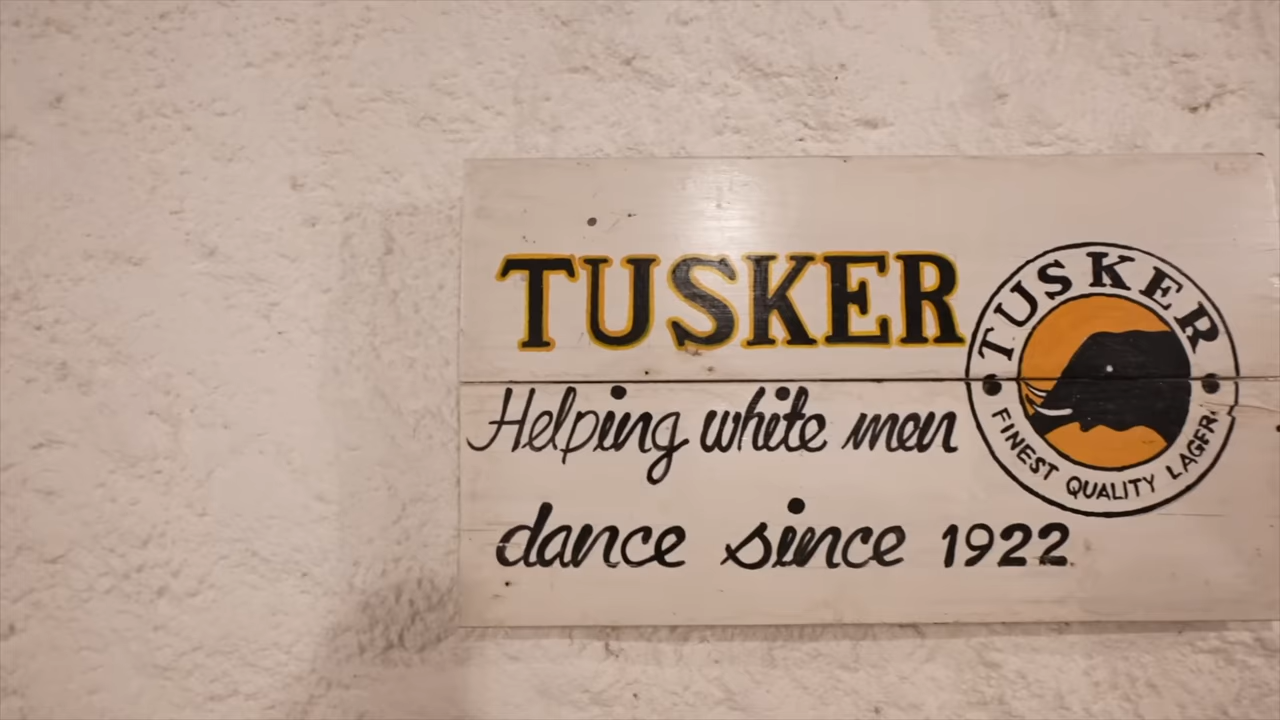 TUSKER
Helping white men
dance since 1922
TUSKER
FINEST QUALITY LAGER